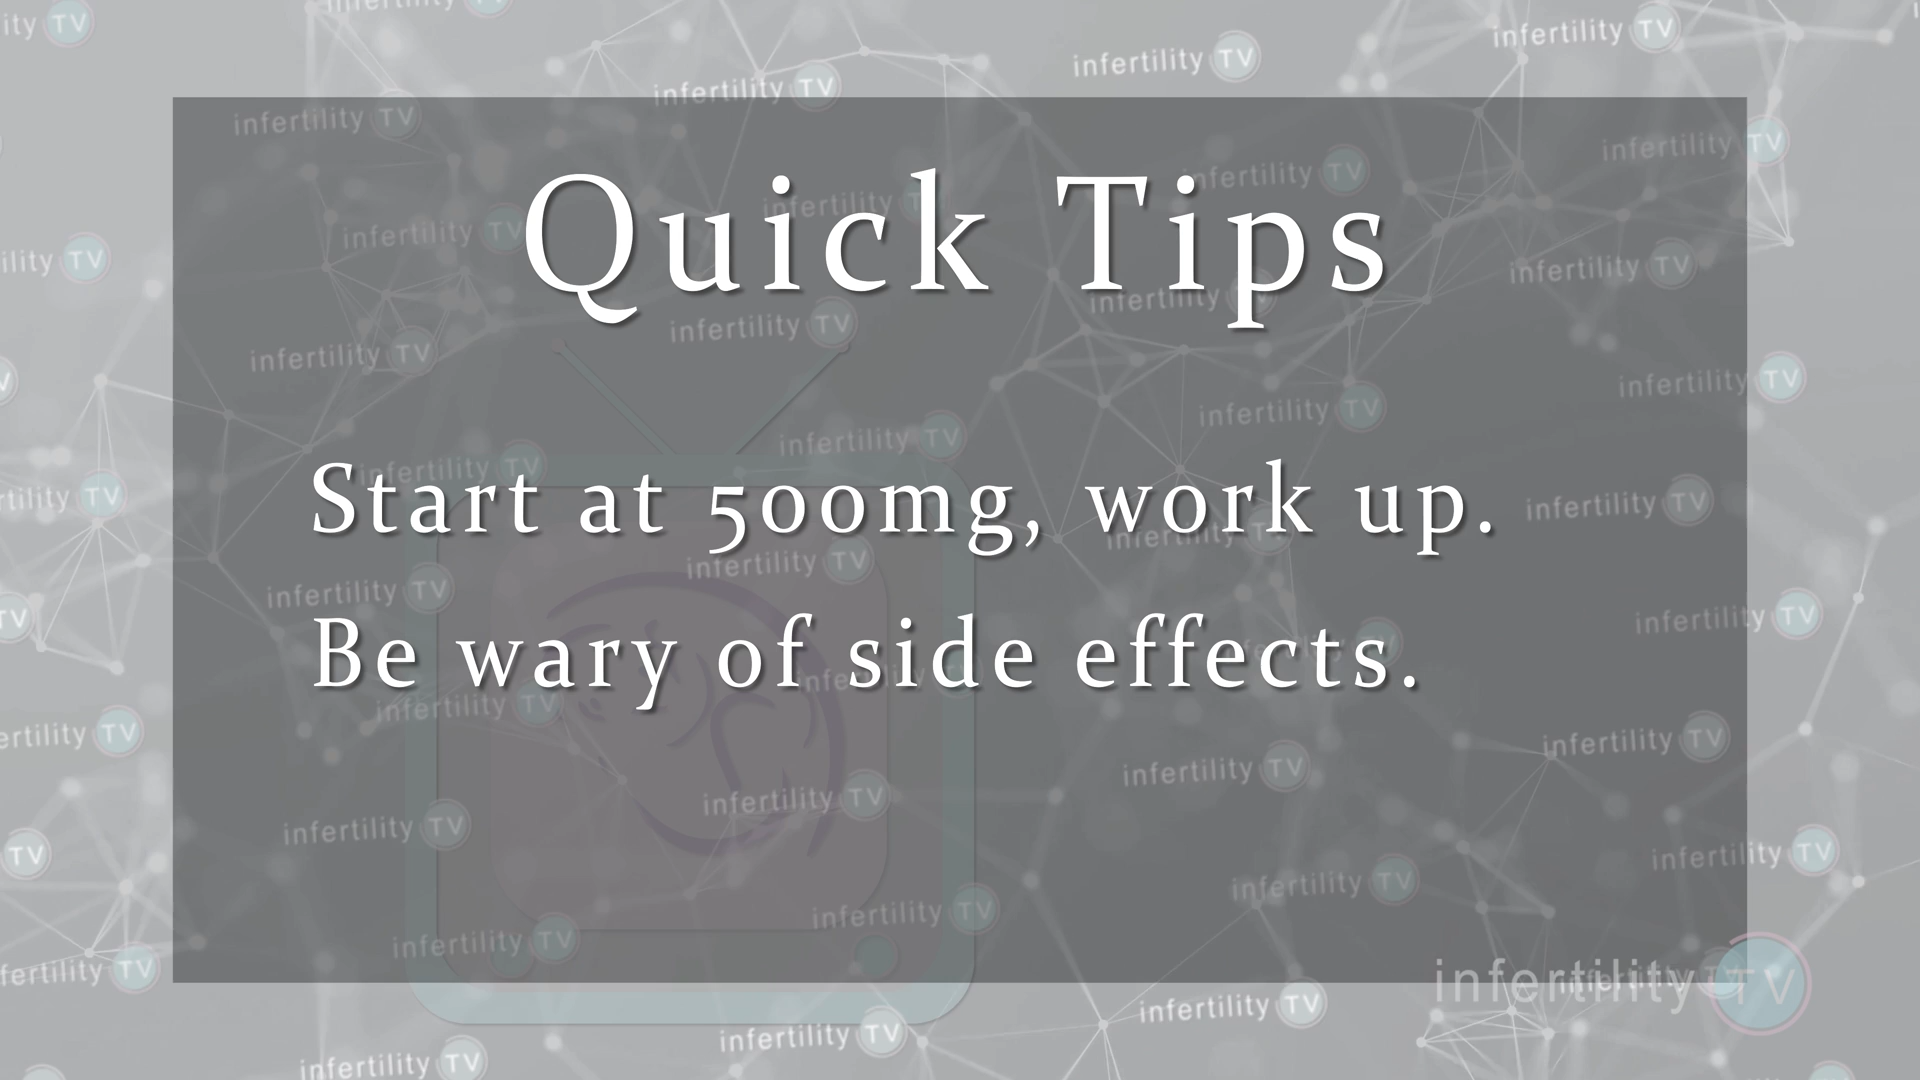 Quick Tips
Start at 500mg, work up.
Be wary of side effects.
infertility TV